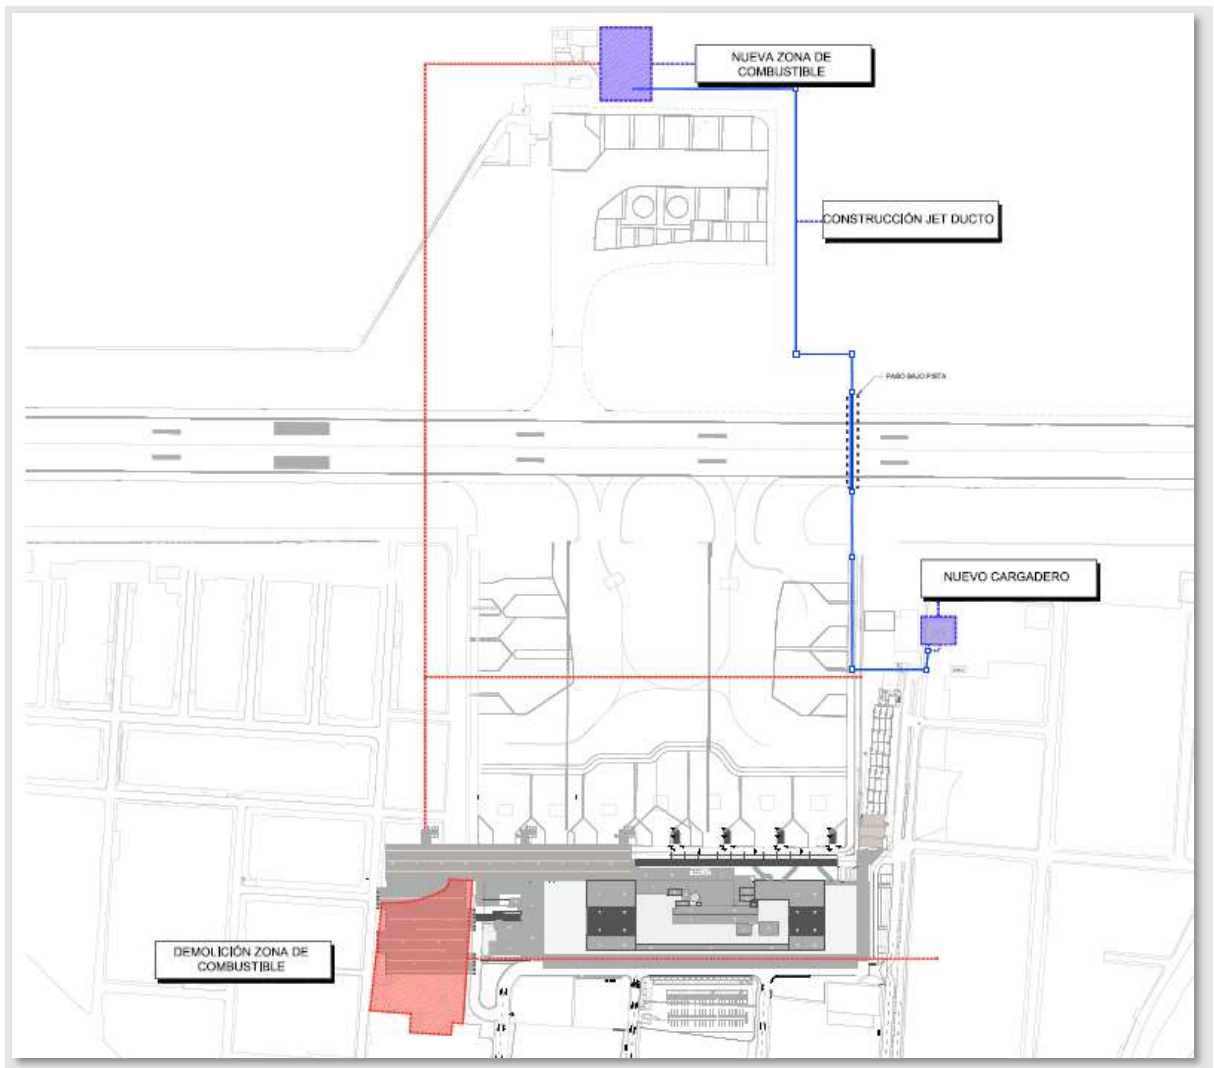 NUEVA ZONA DE
COMBUSTIBLE
CONSTRUCCIÓN JET DUCTO
PASO BAJO PISTA
NUEVO CARGADERO
DEMOLICIÓN ZONA DE
COMBUSTIBLE